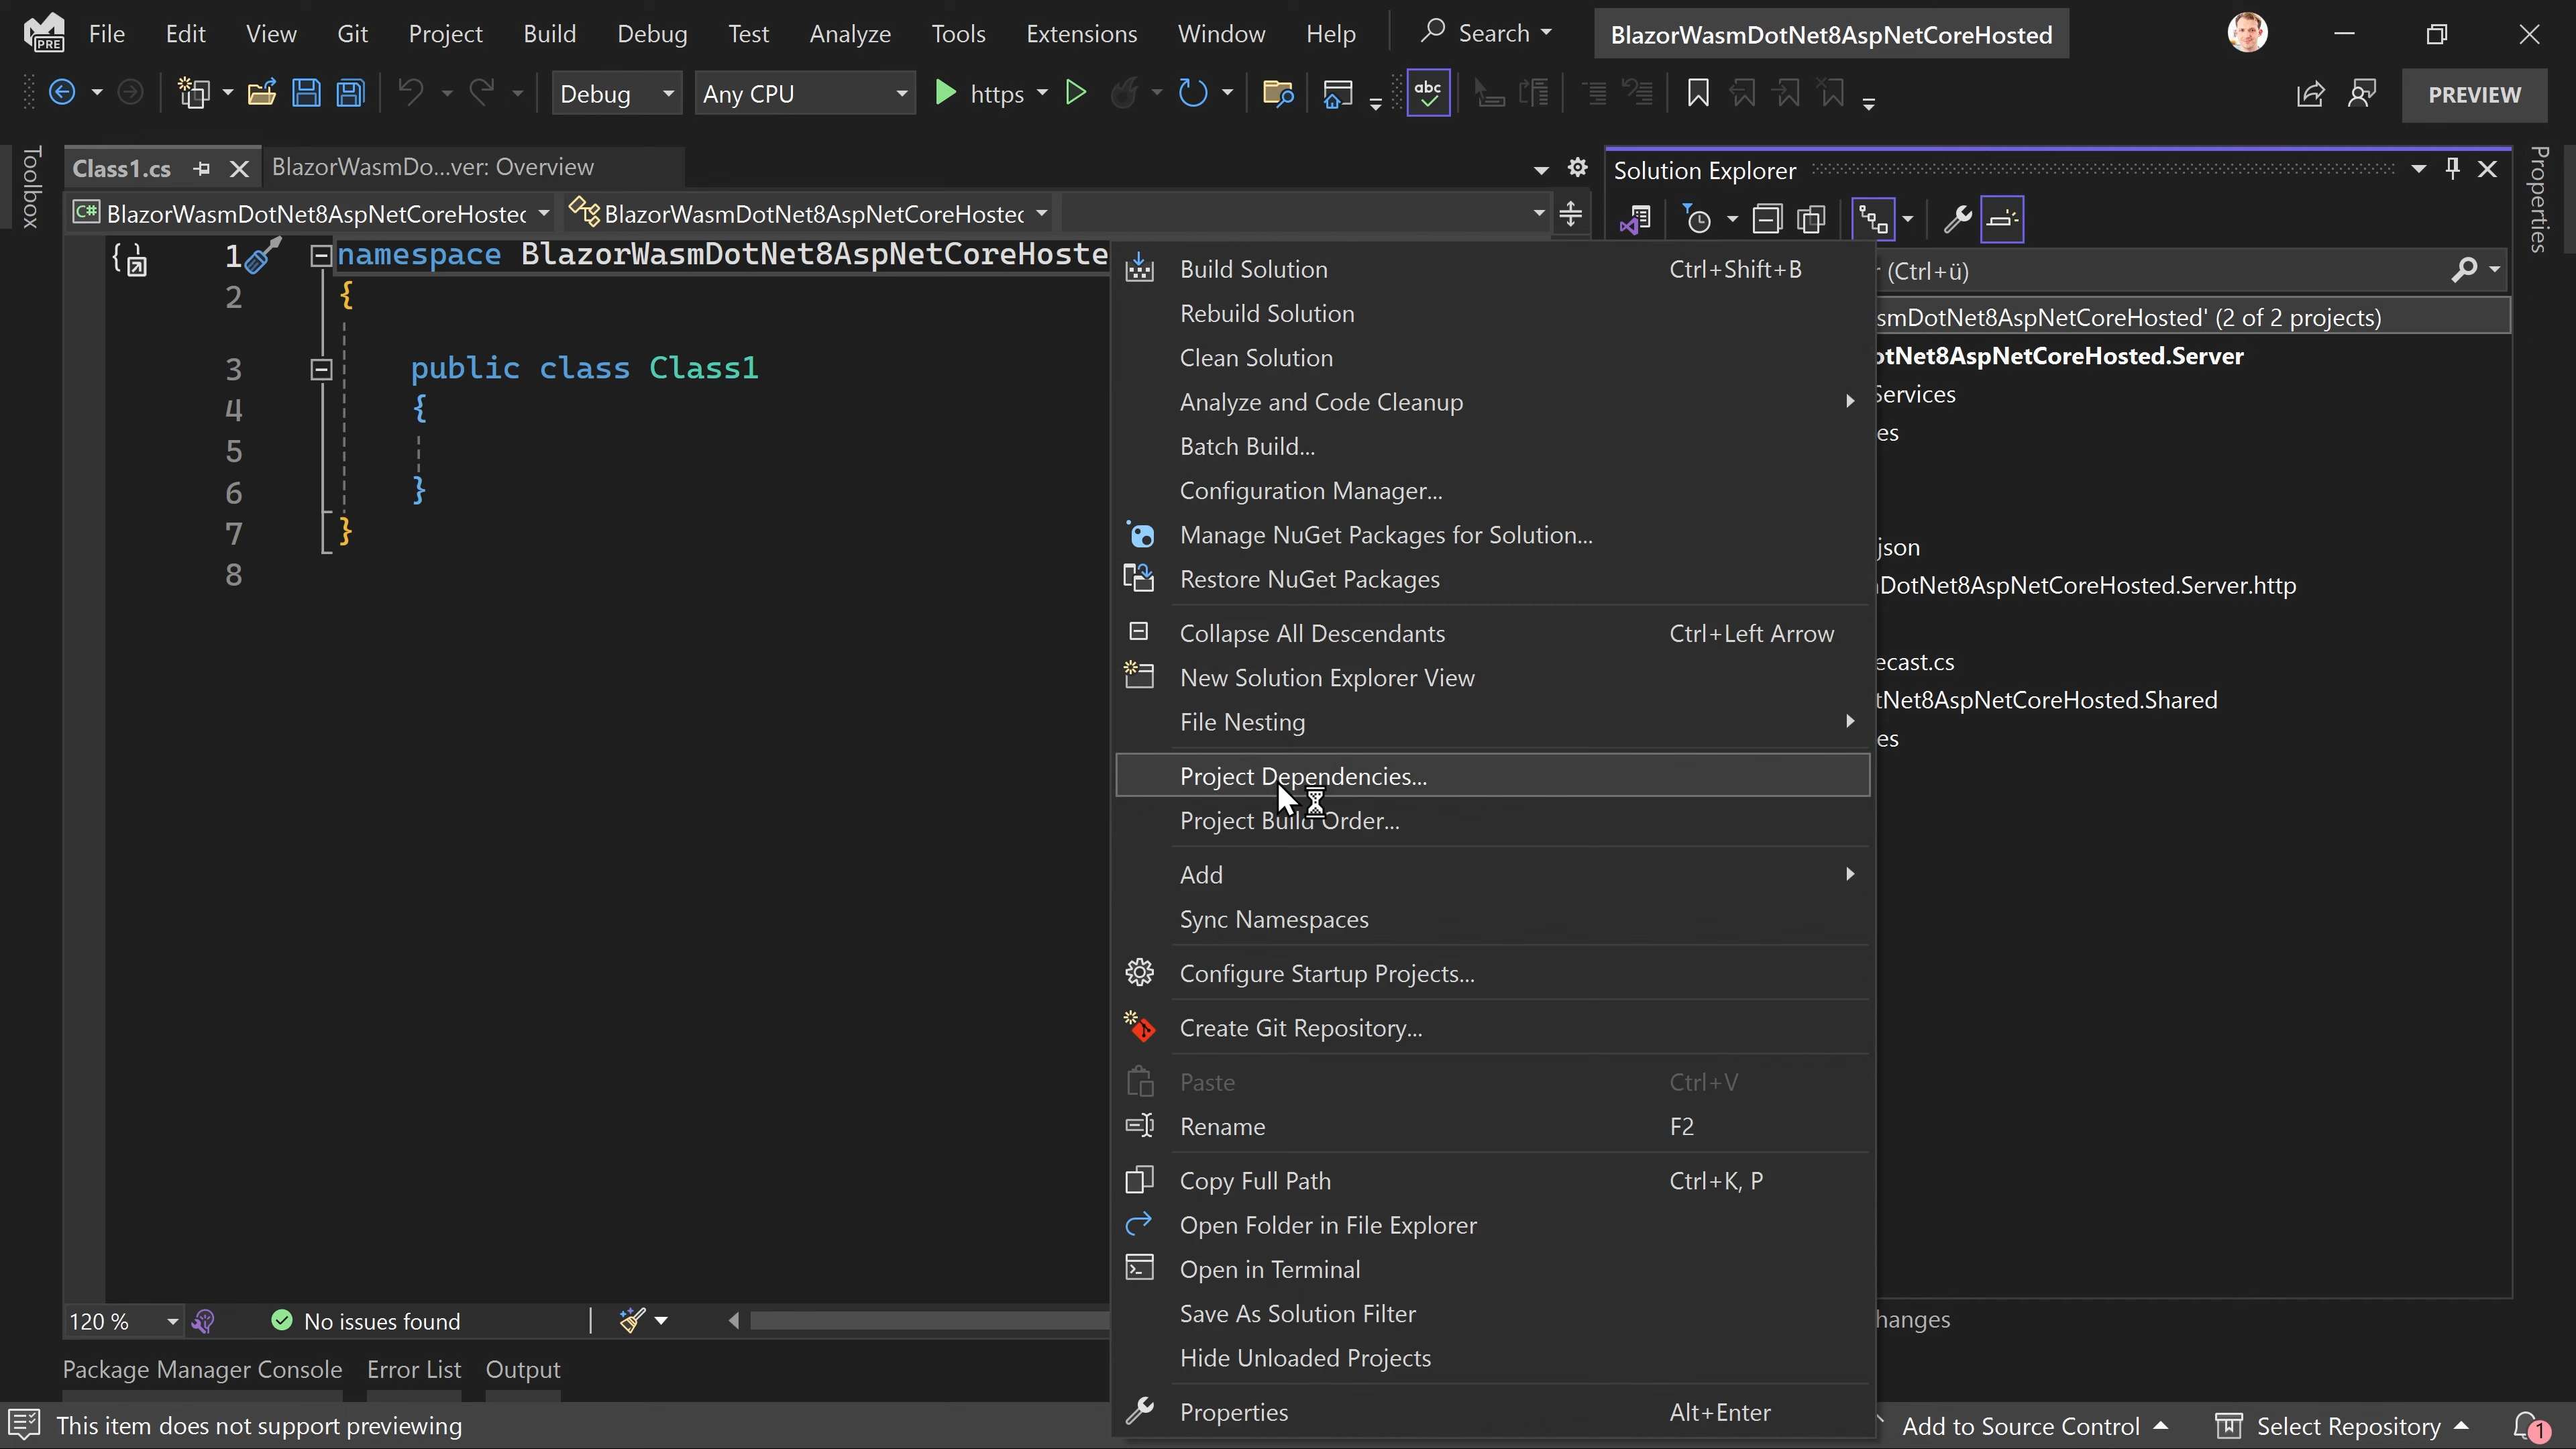 PRE File Edit View Git Project Build Debug Test Analyze Tools Extensions Window Help Search BlazorWasmDotNet8AspNetCoreHosted
Debug Any CPU https abc PREVIEW
Toolbox
Class1.cs BlazorWasmDo...ver: Overview
C# BlazorWasmDotNet8AspNetCoreHostec BlazorWasmDotNet8AspNetCoreHostec
1 namespace BlazorWasmDotNet8AspNetCoreHoste
2 {
3 public class Class1
4 {
5
6 }
7 }
8
Build Solution Ctrl+Shift+B
Rebuild Solution
Clean Solution
Analyze and Code Cleanup
Batch Build...
Configuration Manager...
Manage NuGet Packages for Solution...
Restore NuGet Packages
Collapse All Descendants Ctrl+Left Arrow
New Solution Explorer View
File Nesting
Project Dependencies...
Project Build Order...
Add
Sync Namespaces
Configure Startup Projects...
Create Git Repository...
Paste Ctrl+V
Rename F2
Copy Full Path Ctrl+K, P
Open Folder in File Explorer
Open in Terminal
Save As Solution Filter
Hide Unloaded Projects
Properties Alt+Enter
Solution Explorer
(Ctrl+ü)
smDotNet8AspNetCoreHosted' (2 of 2 projects)
otNet8AspNetCoreHosted.Server
Services
es
json
DotNet8AspNetCoreHosted.Server.http
ecast.cs
tNet8AspNetCoreHosted.Shared
es
hanges
Properties
120 % No issues found
Package Manager Console Error List Output
This item does not support previewing
Add to Source Control Select Repository 1